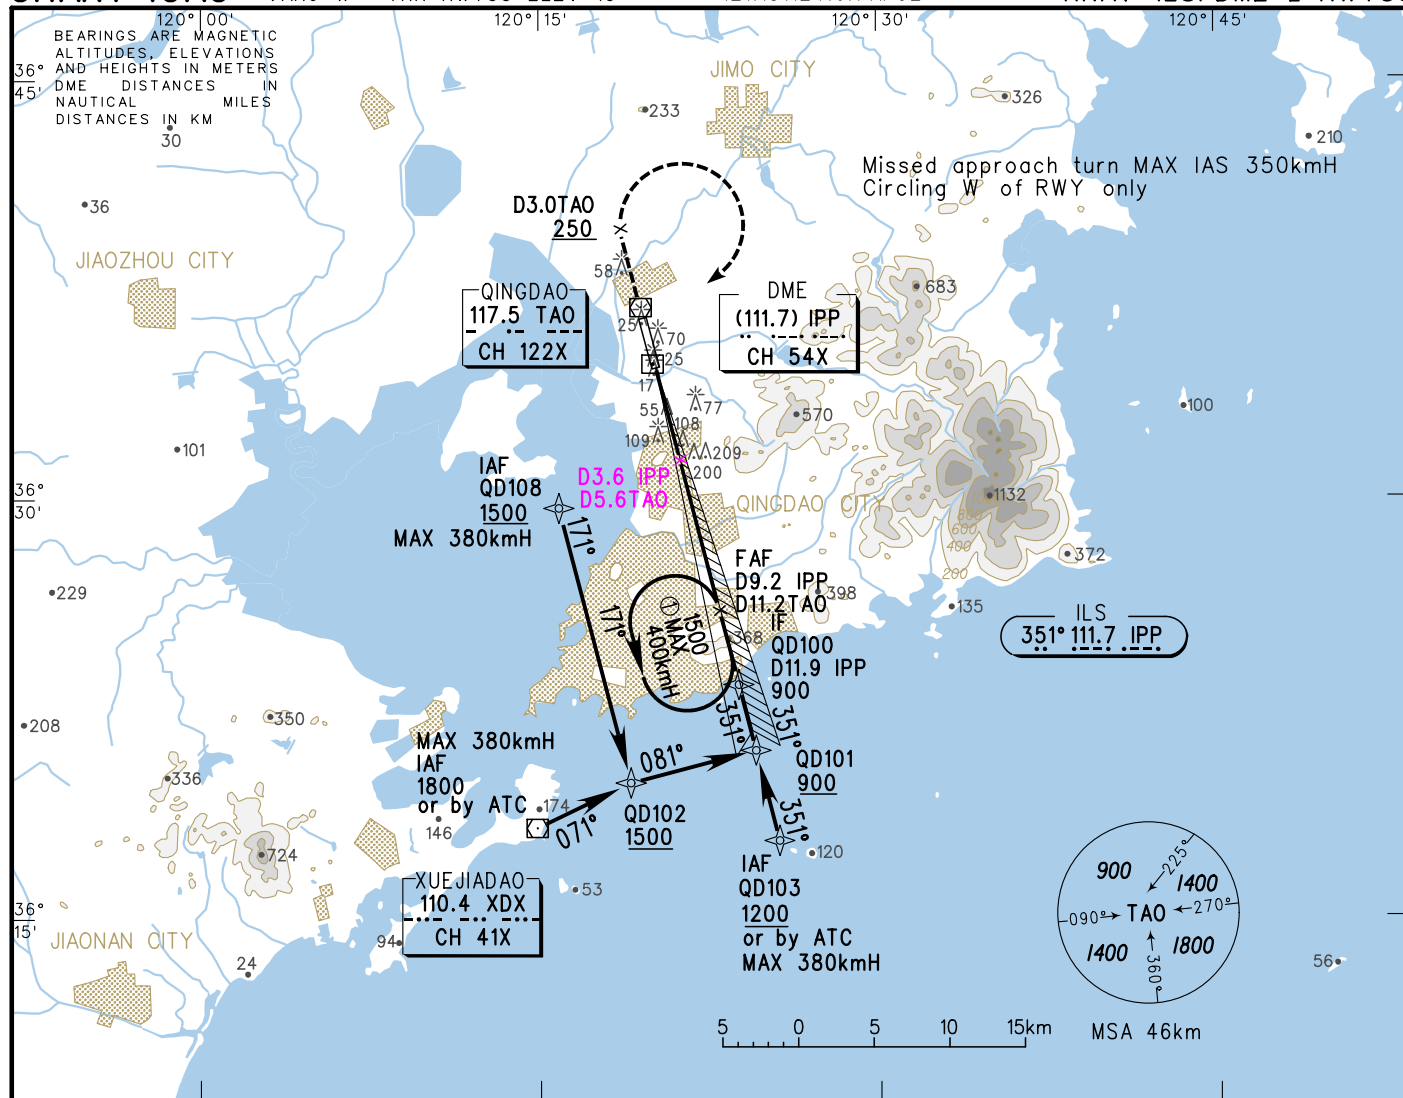 120° 00'
120° 15'
120° 30'
120° 45'
BEARINGS ARE MAGNETIC
ALTITUDES, ELEVATIONS
AND HEIGHTS IN METERS
DME DISTANCES IN
NAUTICAL MILES
DISTANCES IN KM
36°
45'
30
36
JIMO CITY
233
326
210
Missed approach turn MAX IAS 350kmH
Circling W of RWY only
D3.0TAO
250
JIAOZHOU CITY
58
QINGDAO
117.5 TAO
CH 122X
DME
(111.7) IPP
CH 54X
683
25
70
25
17
55
77
108
109
209
200
570
100
101
1132
IAF
QD108
1500
MAX 380kmH
D3.6 IPP
D5.6TAO
QINGDAO CITY
36°
30'
800
600
400
200
372
171°
171°
229
FAF
D9.2 IPP
D11.2TAO
398
135
IF
QD100
D11.9 IPP
900
368
1
1500
MAX
400kmH
ILS
351° 111.7 IPP
208
350
336
351°
351°
MAX 380kmH
IAF
1800
or by ATC
081°
QD101
900
174
146
071°
QD102
1500
351°
724
120
IAF
QD103
1200
or by ATC
MAX 380kmH
53
XUEJIADAO
110.4 XDX
CH 41X
94
36°
15'
JIAONAN CITY
24
900
225°
1400
090°
TAO
270°
1400
360°
1800
MSA 46km
56
5 0 5 10 15km